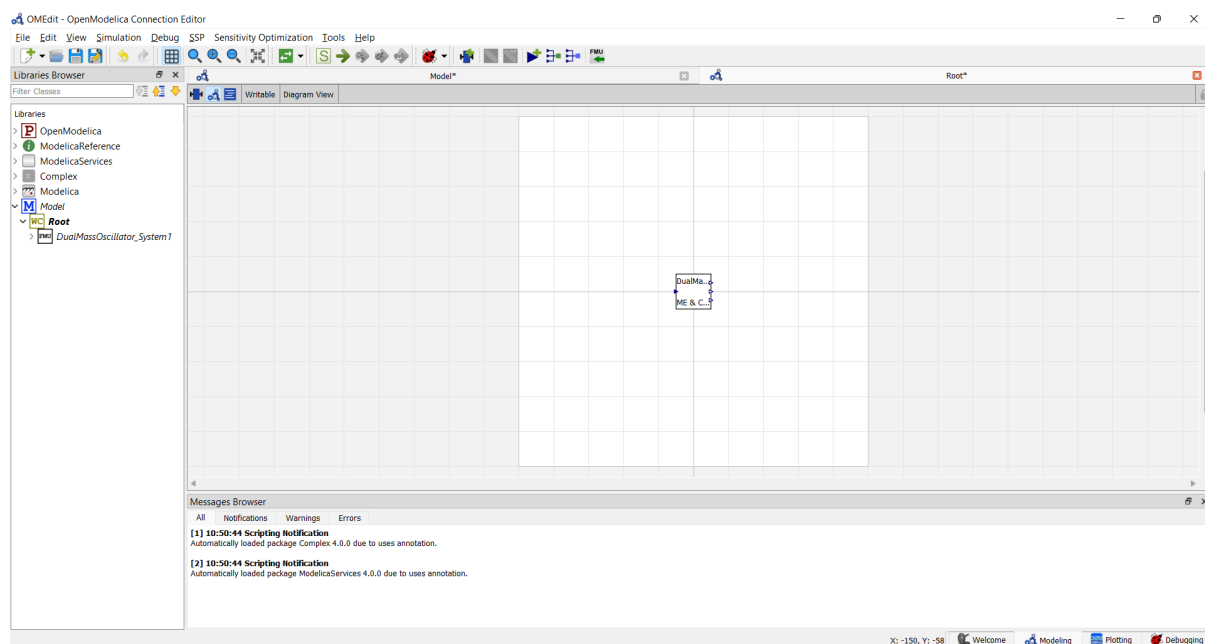 OMEdit - OpenModelica Connection Editor
File Edit View Simulation Debug SSP Sensitivity Optimization Tools Help
S FMU
Libraries Browser
Model*
Root*
Filter Classes
Writable Diagram View
Libraries
P OpenModelica
i ModelicaReference
ModelicaServices
Complex
Modelica
M Model
WC Root
FMU DualMassOscillator_System1
DualMa...
ME & C...
Messages Browser
All Notifications Warnings Errors
[1] 10:50:44 Scripting Notification
Automatically loaded package Complex 4.0.0 due to uses annotation.
[2] 10:50:44 Scripting Notification
Automatically loaded package ModelicaServices 4.0.0 due to uses annotation.
X: -150, Y: -58 Welcome Modeling Plotting Debugging